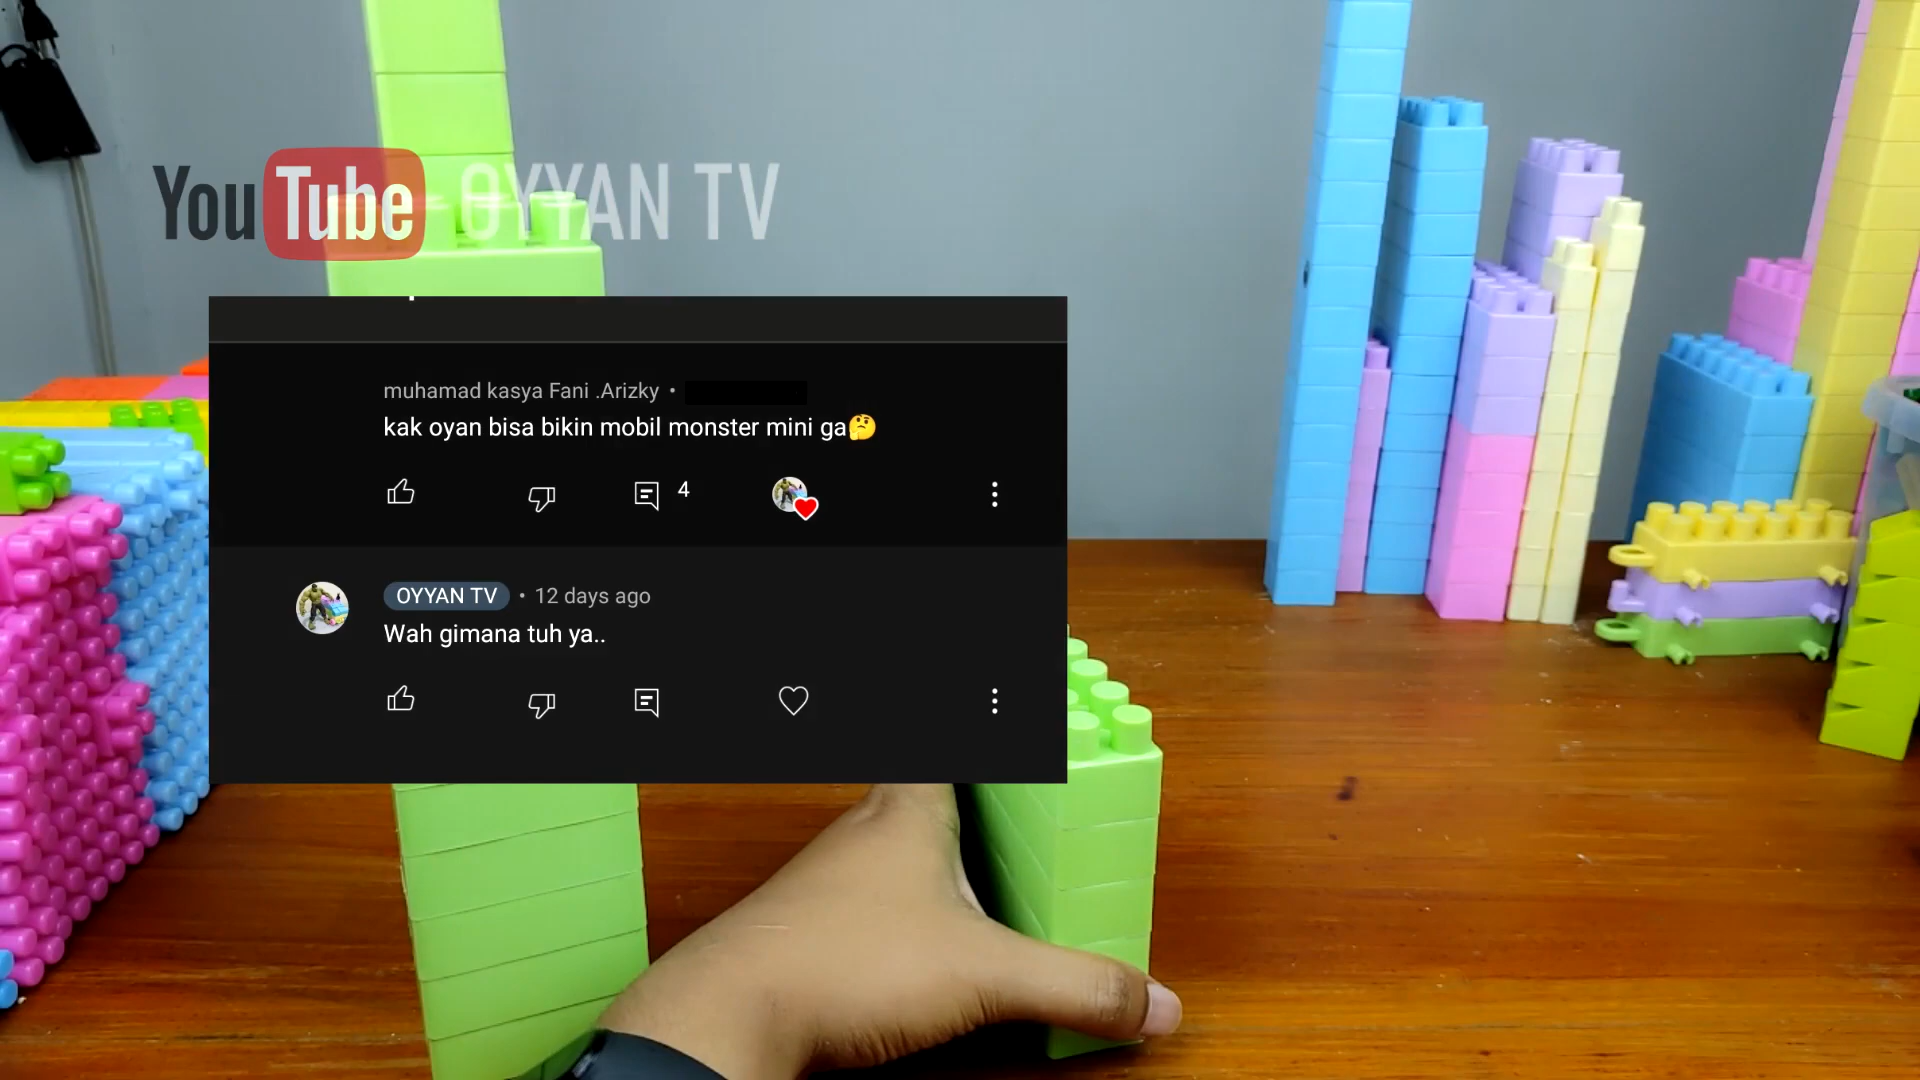 YouTube OYYAN TV
muhamad kasya Fani .Arizky •
kak oyan bisa bikin mobil monster mini ga🤔
4
OYYAN TV • 12 days ago
Wah gimana tuh ya..